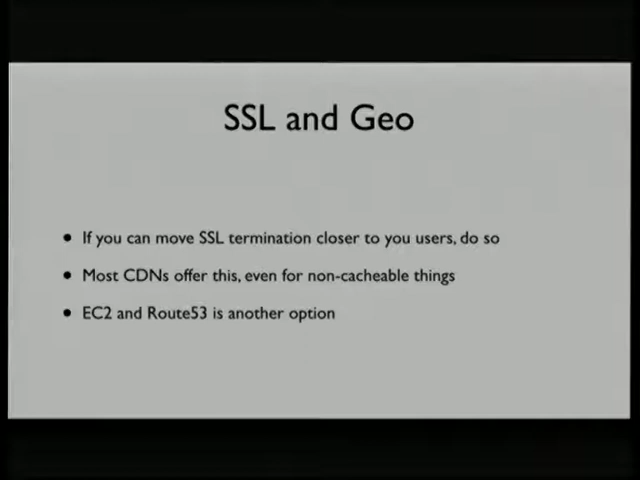 SSL and Geo
• If you can move SSL termination closer to you users, do so
• Most CDNs offer this, even for non-cacheable things
• EC2 and Route53 is another option